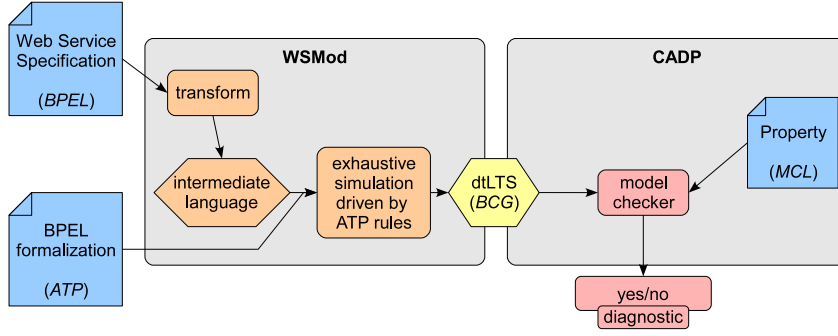 Web Service
Specification
(BPEL)
WSMod
CADP
transform
intermediate
language
exhaustive
simulation
driven by
ATP rules
dtLTS
(BCG)
model
checker
Property
(MCL)
BPEL
formalization
(ATP)
yes/no
diagnostic